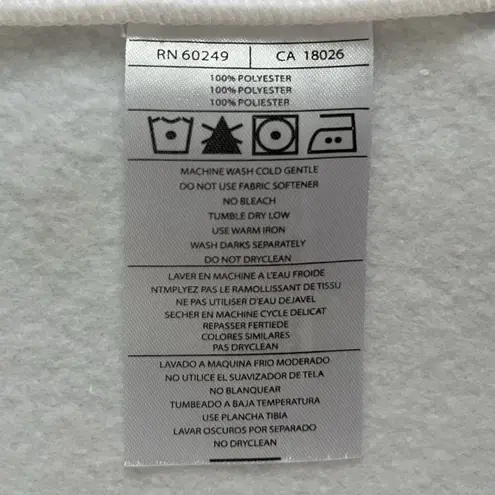 RN 60249 | CA 18026
100% POLYESTER
100% POLYESTER
100% POLIESTER
MACHINE WASH COLD GENTLE
DO NOT USE FABRIC SOFTENER
NO BLEACH
TUMBLE DRY LOW
USE WARM IRON
WASH DARKS SEPARATELY
DO NOT DRYCLEAN
LAVER EN MACHINE A L'EAU FROIDE
NTMPLYEZ PAS LE RAMOLLISSANT DE TISSU
NE PAS UTILISER D'EAU DEJAVEL
SECHER EN MACHINE CYCLE DELICAT
REPASSER FERTIEDE
COLORES SIMILARES
PAS DRYCLEAN
LAVADO A MAQUINA FRIO MODERADO
NO UTILICE EL SUAVIZADOR DE TELA
NO BLANQUEAR
TUMBEADO A BAJA TEMPERATURA
USE PLANCHA TIBIA
LAVAR OSCUROS POR SEPARADO
NO DRYCLEAN